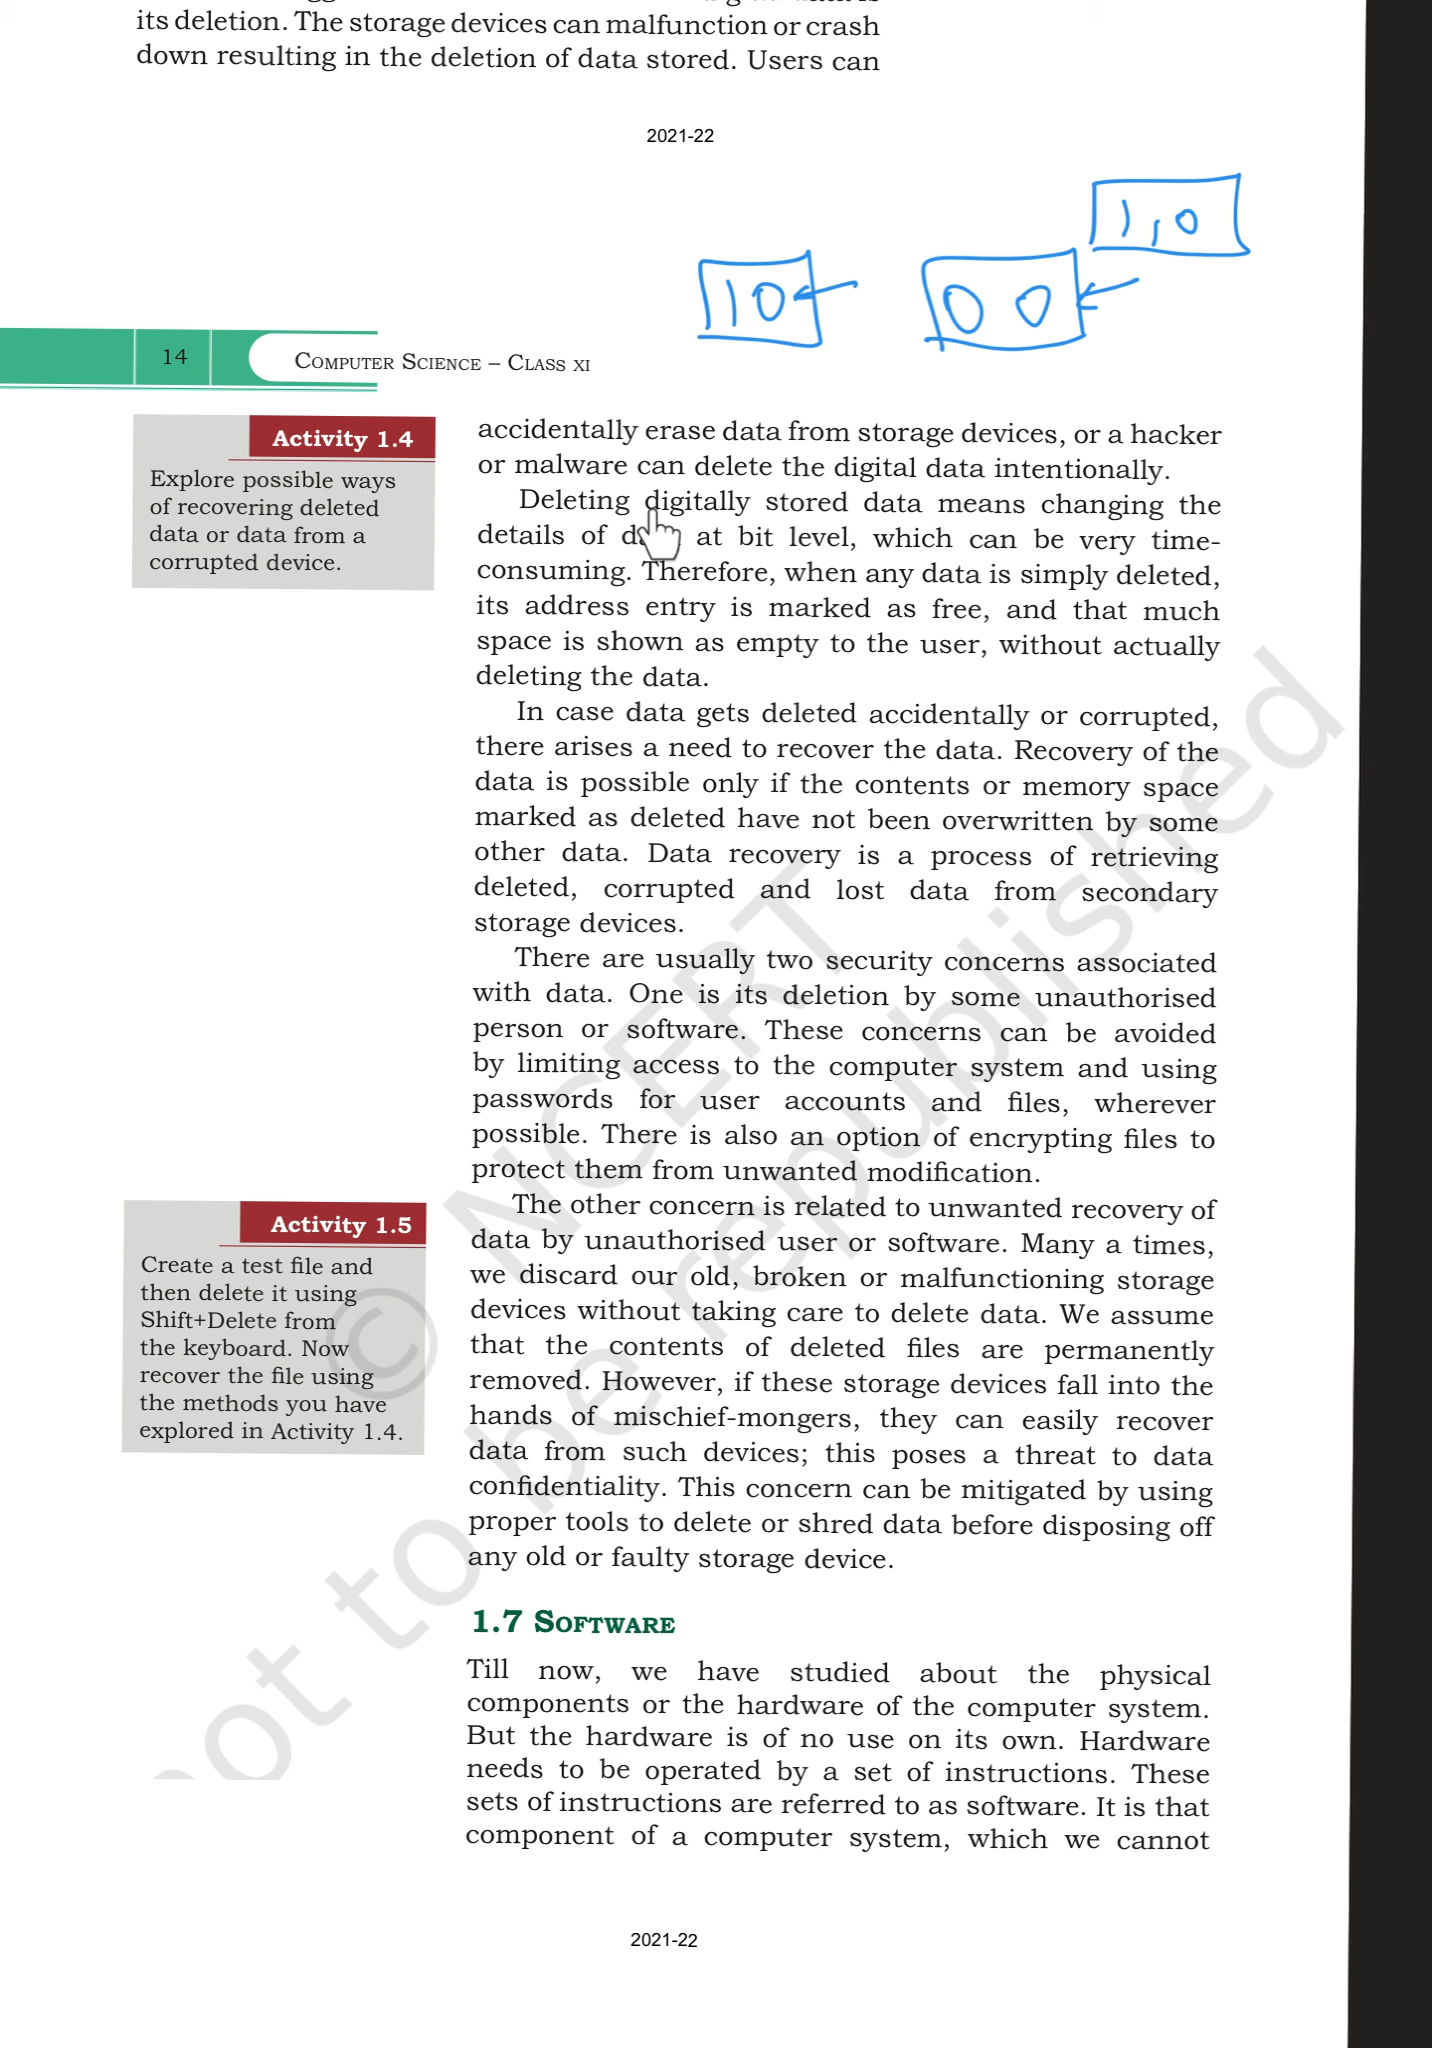 its deletion. The storage devices can malfunction or crash
down resulting in the deletion of data stored. Users can
2021-22
1,0
10
00
14
Computer Science – Class xi
Activity 1.4
Explore possible ways
of recovering deleted
data or data from a
corrupted device.
accidentally erase data from storage devices, or a hacker
or malware can delete the digital data intentionally.
Deleting digitally stored data means changing the
details of at bit level, which can be very time-
consuming. Therefore, when any data is simply deleted,
its address entry is marked as free, and that much
space is shown as empty to the user, without actually
deleting the data.
In case data gets deleted accidentally or corrupted,
there arises a need to recover the data. Recovery of the
data is possible only if the contents or memory space
marked as deleted have not been overwritten by some
other data. Data recovery is a process of retrieving
deleted, corrupted and lost data from secondary
storage devices.
There are usually two security concerns associated
with data. One is its deletion by some unauthorised
person or software. These concerns can be avoided
by limiting access to the computer system and using
passwords for user accounts and files, wherever
possible. There is also an option of encrypting files to
protect them from unwanted modification.
Activity 1.5
Create a test file and
then delete it using
Shift+Delete from
the keyboard. Now
recover the file using
the methods you have
explored in Activity 1.4.
The other concern is related to unwanted recovery of
data by unauthorised user or software. Many a times,
we discard our old, broken or malfunctioning storage
devices without taking care to delete data. We assume
that the contents of deleted files are permanently
removed. However, if these storage devices fall into the
hands of mischief-mongers, they can easily recover
data from such devices; this poses a threat to data
confidentiality. This concern can be mitigated by using
proper tools to delete or shred data before disposing off
any old or faulty storage device.
1.7 Software
Till now, we have studied about the physical
components or the hardware of the computer system.
But the hardware is of no use on its own. Hardware
needs to be operated by a set of instructions. These
sets of instructions are referred to as software. It is that
component of a computer system, which we cannot
2021-22
© NCERT
not to be republished